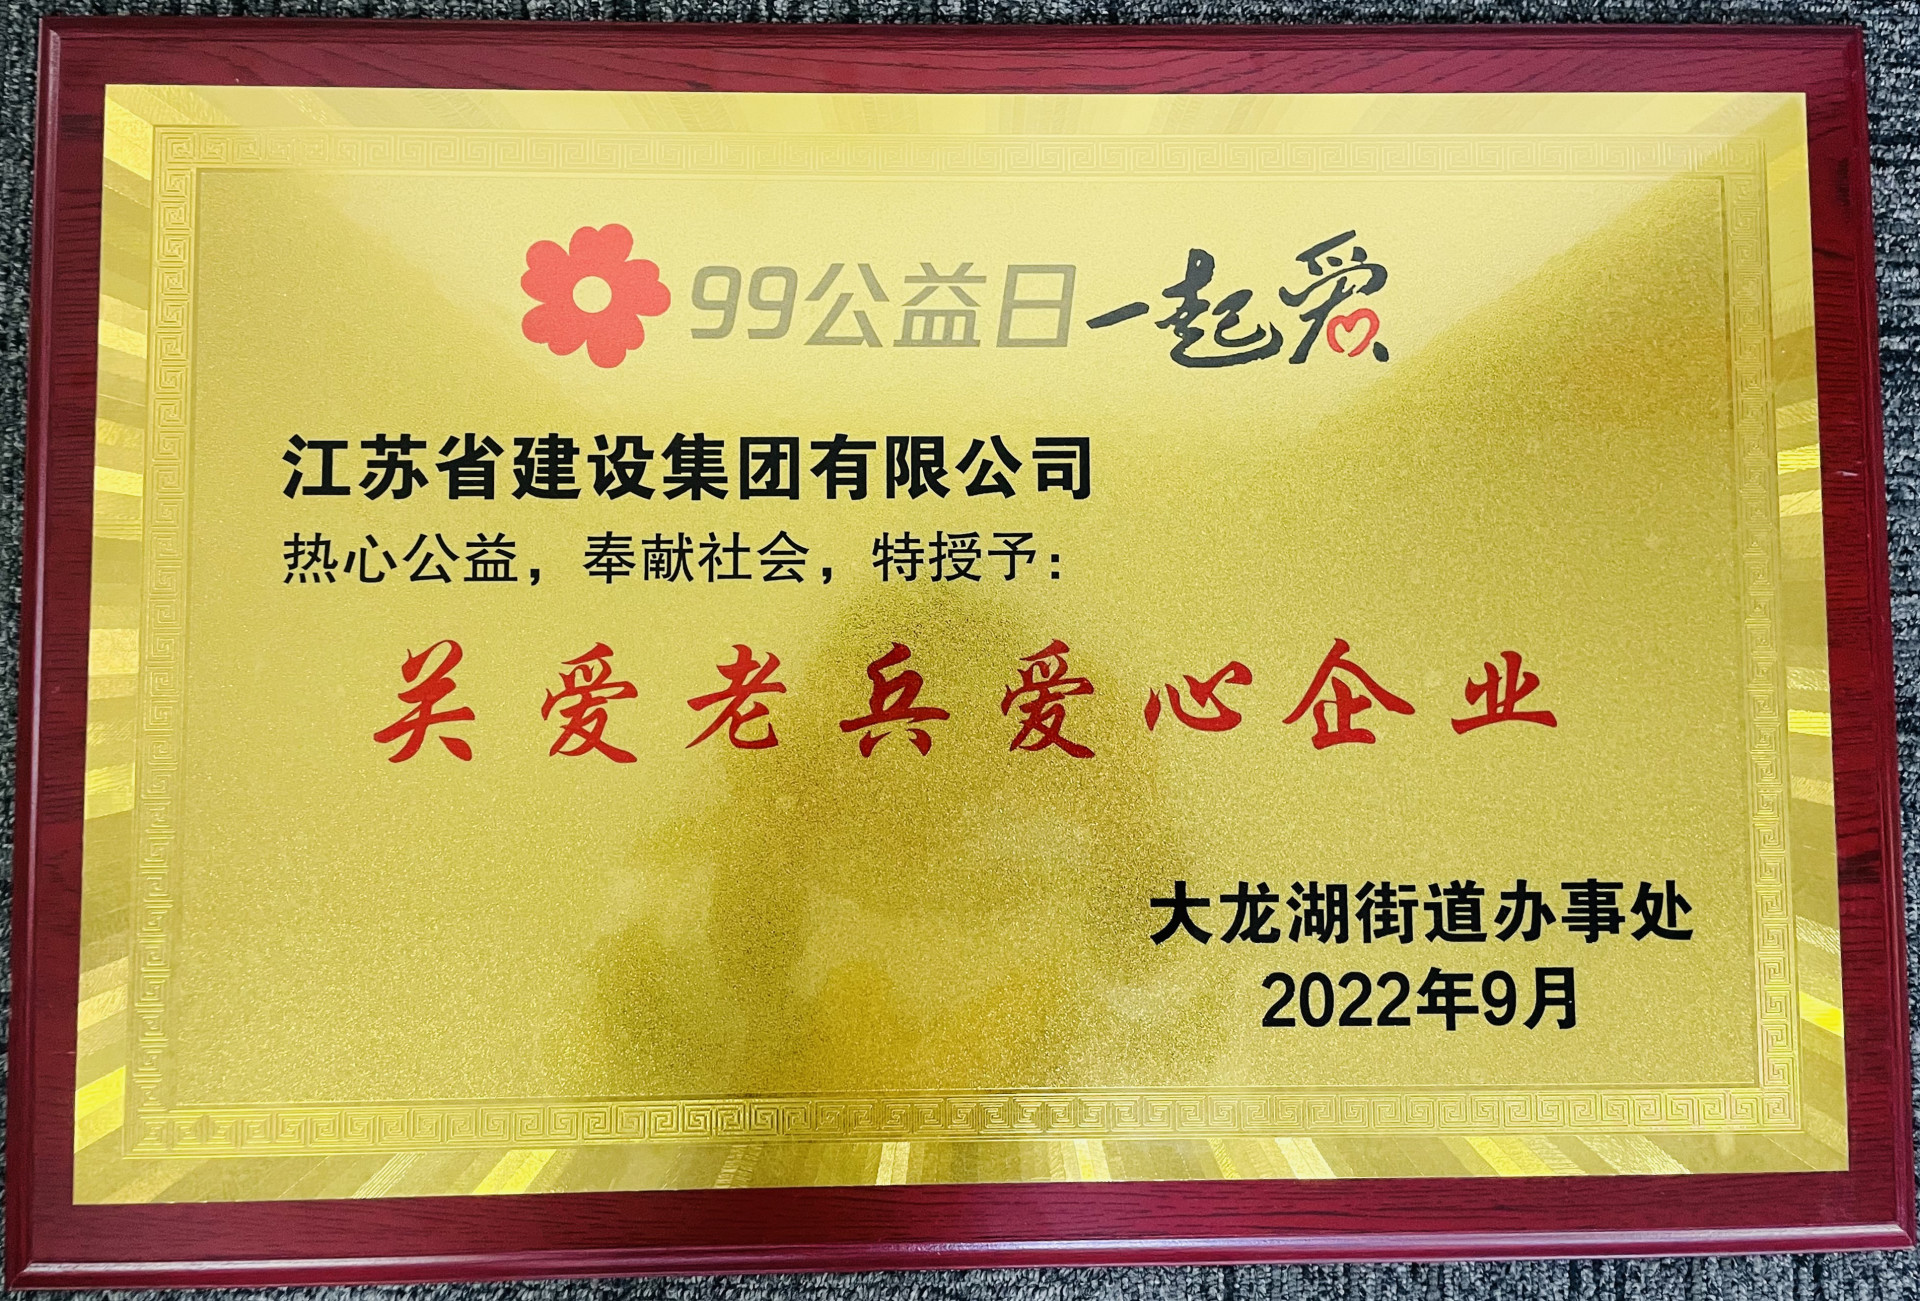 99公益日一起爱
江苏省建设集团有限公司
热心公益，奉献社会，特授予：
关爱老兵爱心企业
大龙湖街道办事处
2022年9月